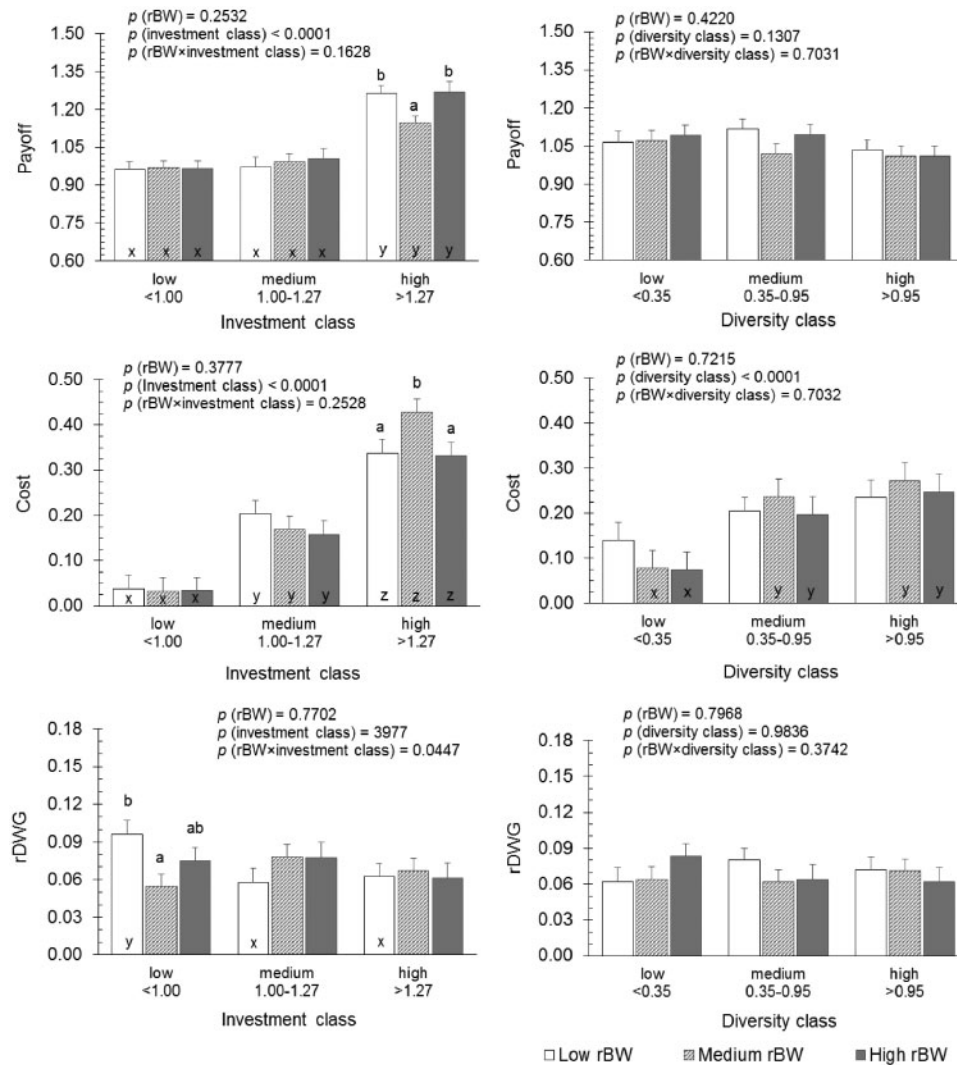 p (rBW) = 0.2532
p (investment class) < 0.0001
p (rBW×investment class) = 0.1628
1.50
1.35
1.20
1.05
0.90
0.75
0.60
Payoff
b
a
b
x x x
x x x
y y y
low
<1.00
medium
1.00-1.27
high
>1.27
Investment class
p (rBW) = 0.4220
p (diversity class) = 0.1307
p (rBW×diversity class) = 0.7031
1.50
1.35
1.20
1.05
0.90
0.75
0.60
Payoff
low
<0.35
medium
0.35-0.95
high
>0.95
Diversity class
p (rBW) = 0.3777
p (Investment class) < 0.0001
p (rBW×investment class) = 0.2528
0.50
0.40
0.30
0.20
0.10
0.00
Cost
a
b
a
x x x
y y y
z z z
low
<1.00
medium
1.00-1.27
high
>1.27
Investment class
p (rBW) = 0.7215
p (diversity class) < 0.0001
p (rBW×diversity class) = 0.7032
0.50
0.40
0.30
0.20
0.10
0.00
Cost
x x
y y
y y
low
<0.35
medium
0.35-0.95
high
>0.95
Diversity class
p (rBW) = 0.7702
p (investment class) = 3977
p (rBW×investment class) = 0.0447
0.18
0.15
0.12
0.09
0.06
0.03
0.00
rDWG
b
a
ab
y
x
x
low
<1.00
medium
1.00-1.27
high
>1.27
Investment class
p (rBW) = 0.7968
p (diversity class) = 0.9836
p (rBW×diversity class) = 0.3742
0.18
0.15
0.12
0.09
0.06
0.03
0.00
rDWG
low
<0.35
medium
0.35-0.95
high
>0.95
Diversity class
Low rBW
Medium rBW
High rBW